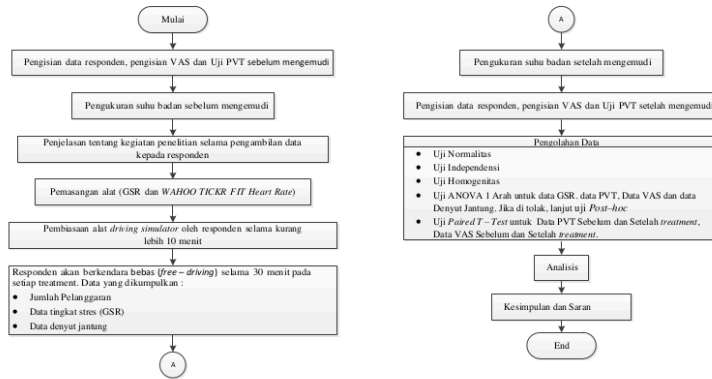 Mulai
Pengisian data responden, pengisian VAS dan Uji PVT sebelum mengemudi
Pengukuran suhu badan sebelum mengemudi
Penjelasan tentang kegiatan penelitian selama pengambilan data
kepada responden
Pemasangan alat (GSR dan WAHOO TICKR FIT Heart Rate)
Pembiasaan alat driving simulator oleh responden selama kurang
lebih 10 menit
Responden akan berkendara bebas (free – driving) selama 30 menit pada
setiap treatment. Data yang dikumpulkan :
• Jumlah Pelanggaran
• Data tingkat stres (GSR)
• Data denyut jantung
A
A
Pengukuran suhu badan setelah mengemudi
Pengisian data responden, pengisian VAS dan Uji PVT setelah mengemudi
Pengolahan Data
• Uji Normalitas
• Uji Independensi
• Uji Homogenitas
• Uji ANOVA 1 Arah untuk data GSR. data PVT, Data VAS dan data
Denyut Jantung. Jika di tolak, lanjut uji Post–hoc
• Uji Paired T – Test untuk Data PVT Sebelum dan Setelah treatment,
Data VAS Sebelum dan Setelah treatment.
Analisis
Kesimpulan dan Saran
End